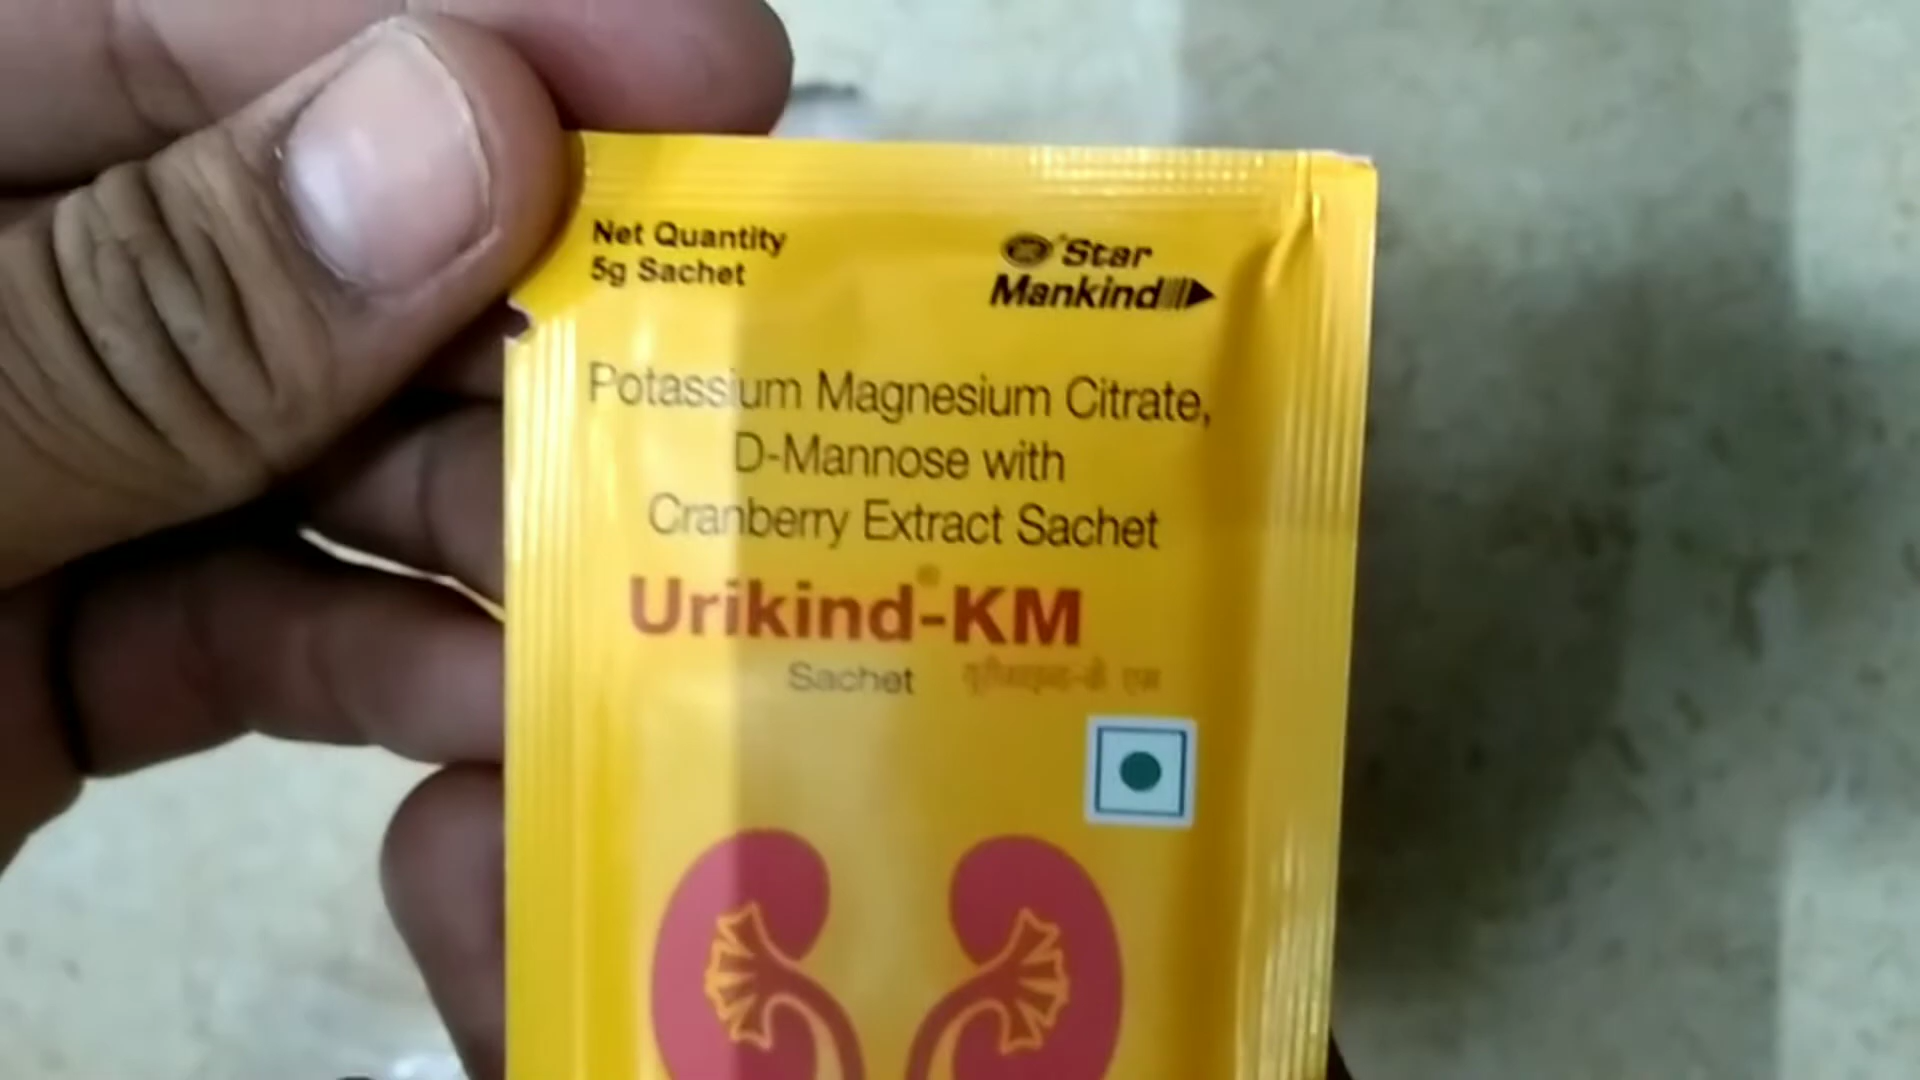 Net Quantity
5g Sachet
Star
Mankind
Potassium Magnesium Citrate,
D-Mannose with
Cranberry Extract Sachet
Urikind®-KM
Sachet